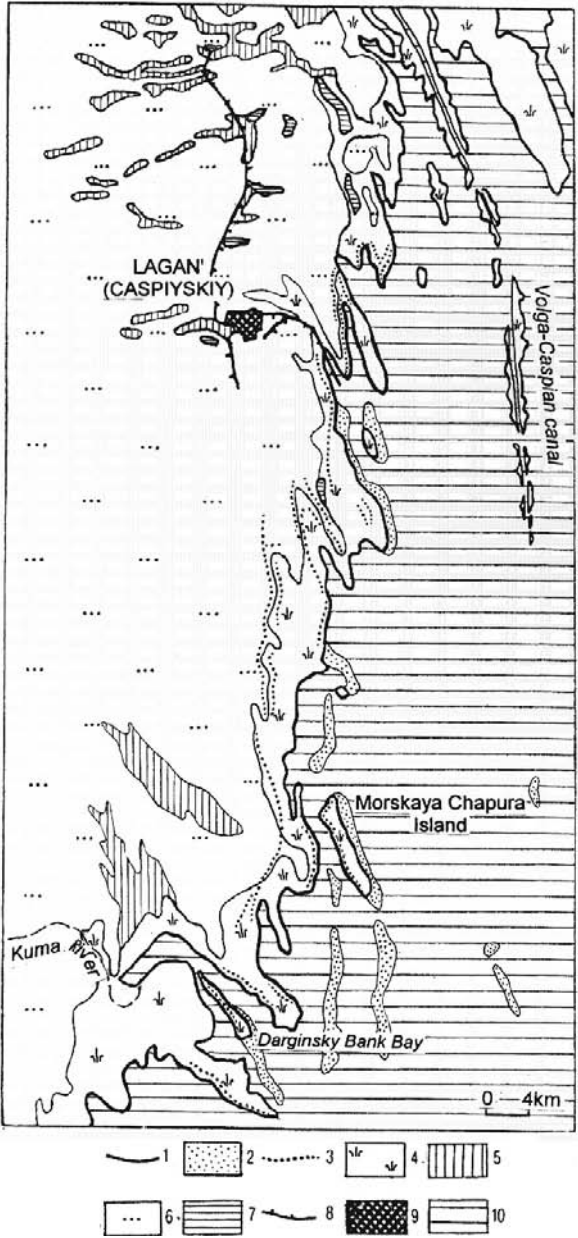 LAGAN'
(CASPIYSKIY)
Volga-Caspian canal
Morskaya Chapura
Island
Kuma River
Darginsky Bank Bay
0 4km
1 2 3 4 5
6 7 8 9 10